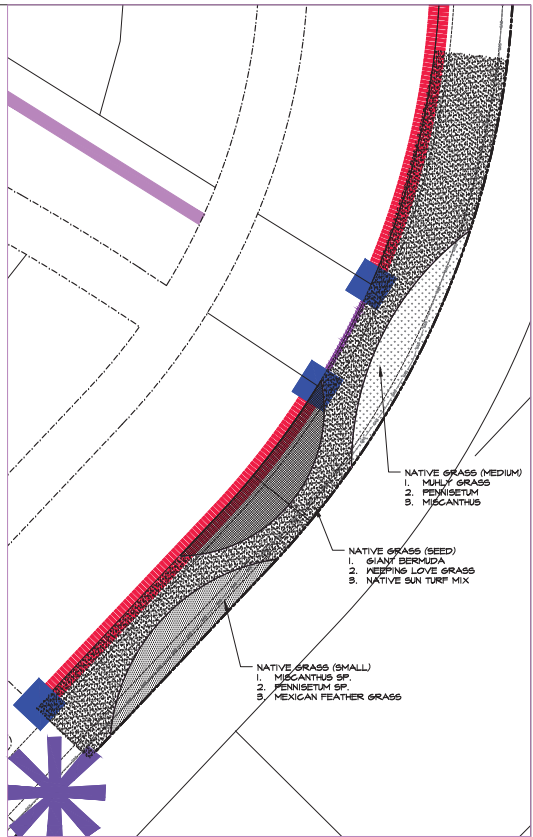 NATIVE GRASS (MEDIUM)
1. MUHLY GRASS
2. PENNISETUM
3. MISCANTHUS
NATIVE GRASS (SEED)
1. GIANT BERMUDA
2. WEEPING LOVE GRASS
3. NATIVE SUN TURF MIX
NATIVE GRASS (SMALL)
1. MISCANTHUS SP.
2. PENNISETUM SP.
3. MEXICAN FEATHER GRASS